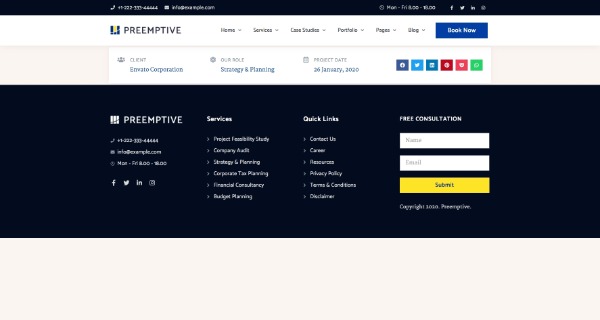 +1-222-333-44444 info@example.com Mon - Fri 8.00 - 18.00
PREEMPTIVE Home Services Case Studies Portfolio Pages Blog Book Now
CLIENT OUR ROLE PROJECT DATE
Envato Corporation Strategy & Planning 26 January, 2020
PREEMPTIVE
+1-222-333-44444
info@example.com
Mon - Fri 8.00 - 18.00
Services
Project Feasibility Study
Company Audit
Strategy & Planning
Corporate Tax Planning
Financial Consultancy
Budget Planning
Quick Links
Contact Us
Career
Resources
Privacy Policy
Terms & Conditions
Disclaimer
FREE CONSULTATION
Name
Email
Submit
Copyright 2020. Preemptive.